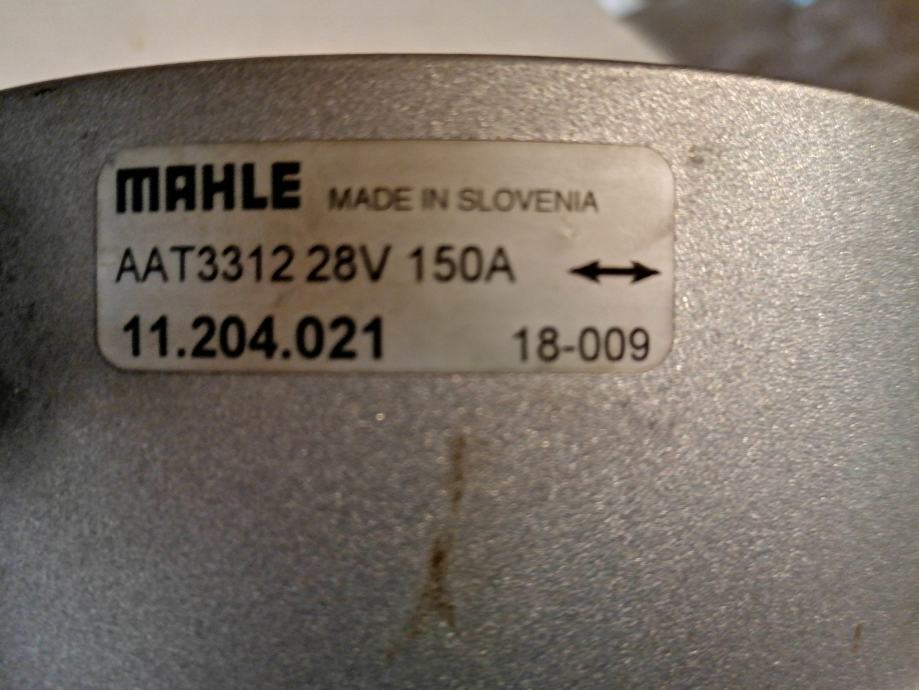 MAHLE MADE IN SLOVENIA
AAT3312 28V 150A ↔
11.204.021 18-009